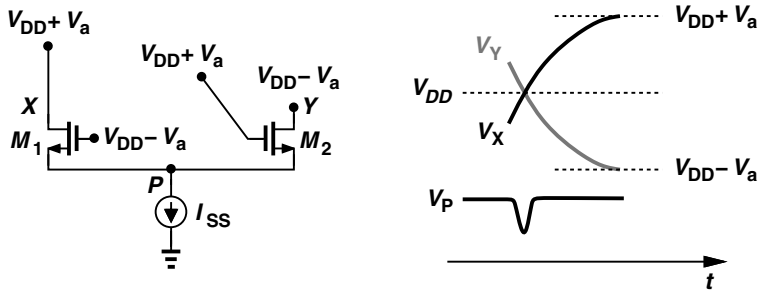 VDD + Va
VDD + Va
VDD − Va
X
Y
M1
VDD − Va
M2
P
ISS
VDD + Va
VY
VDD
VX
VDD − Va
VP
t